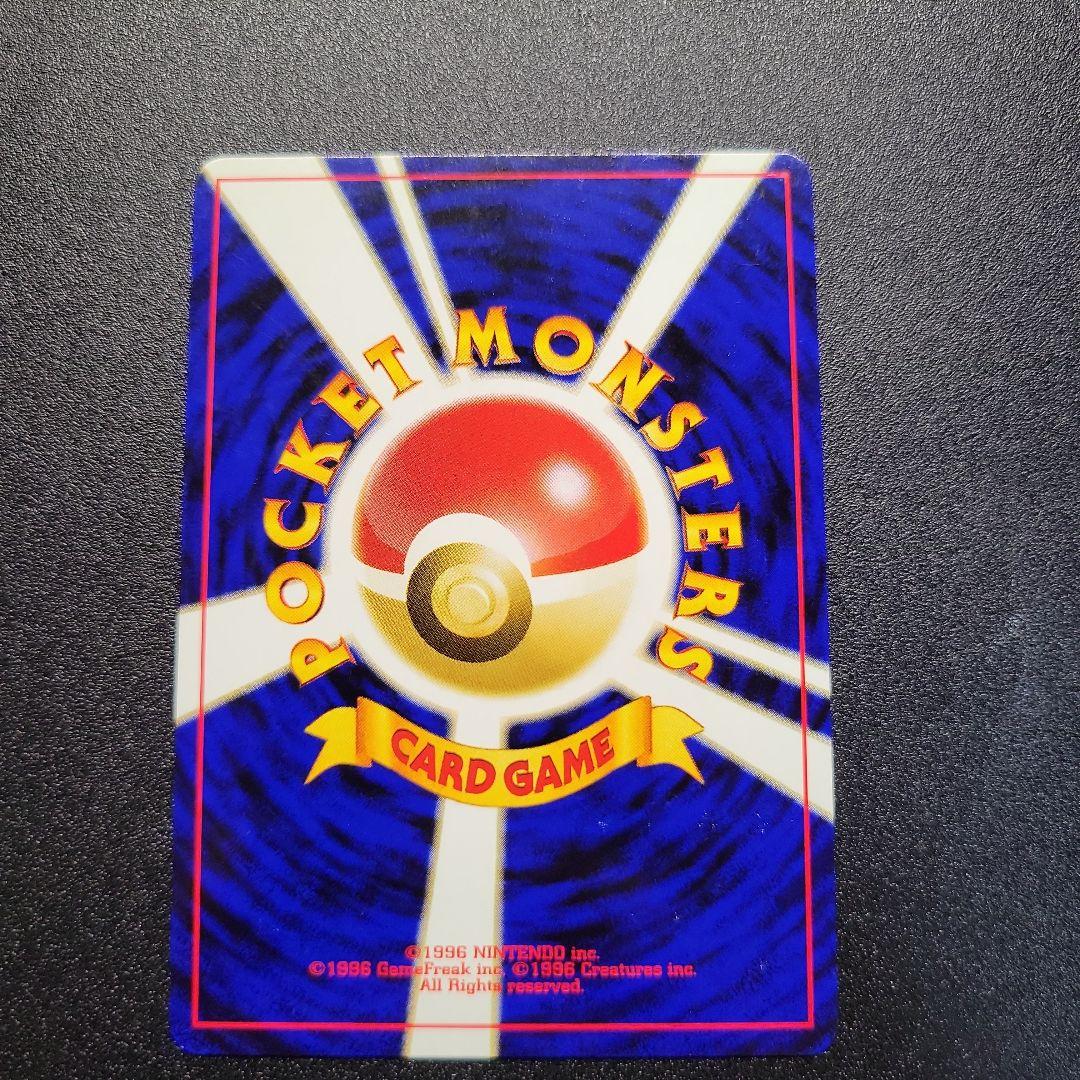 POCKET MONSTERS
CARD GAME
©1996 NINTENDO inc.
©1996 GameFreak inc. ©1996 Creatures inc.
All Rights reserved.